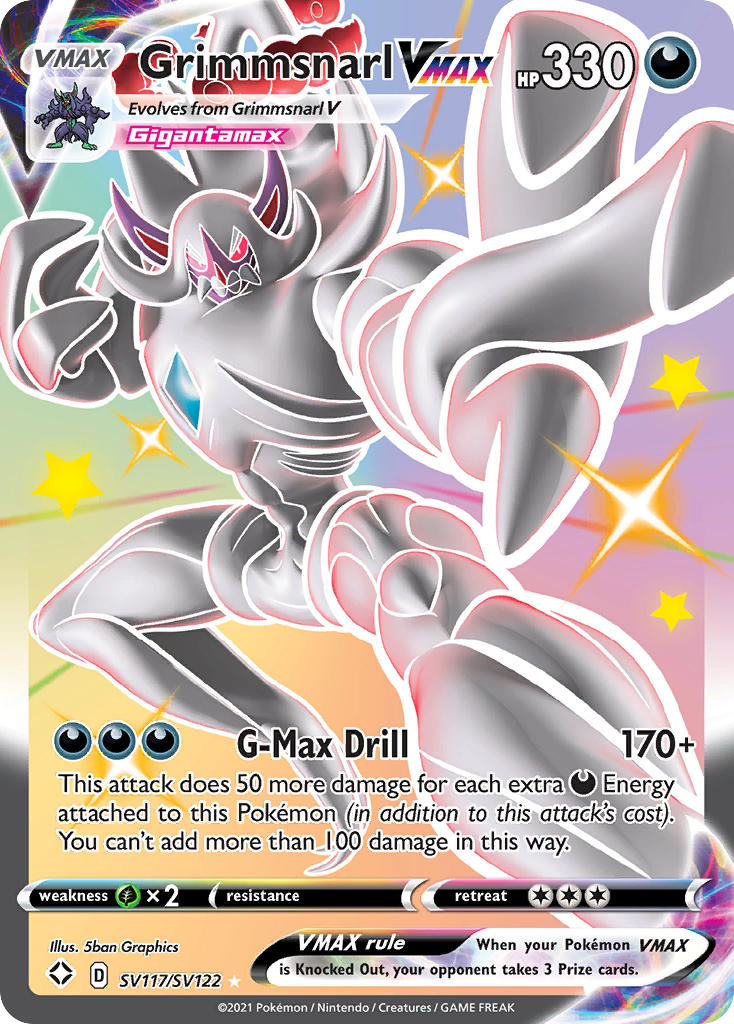 VMAX
Grimmsnarl VMAX HP 330
Evolves from Grimmsnarl V
Gigantamax
G-Max Drill 170+
This attack does 50 more damage for each extra Energy
attached to this Pokémon (in addition to this attack's cost).
You can't add more than 100 damage in this way.
weakness ×2 resistance retreat
Illus. 5ban Graphics
VMAX rule When your Pokémon VMAX
is Knocked Out, your opponent takes 3 Prize cards.
D SV117/SV122
©2021 Pokémon / Nintendo / Creatures / GAME FREAK